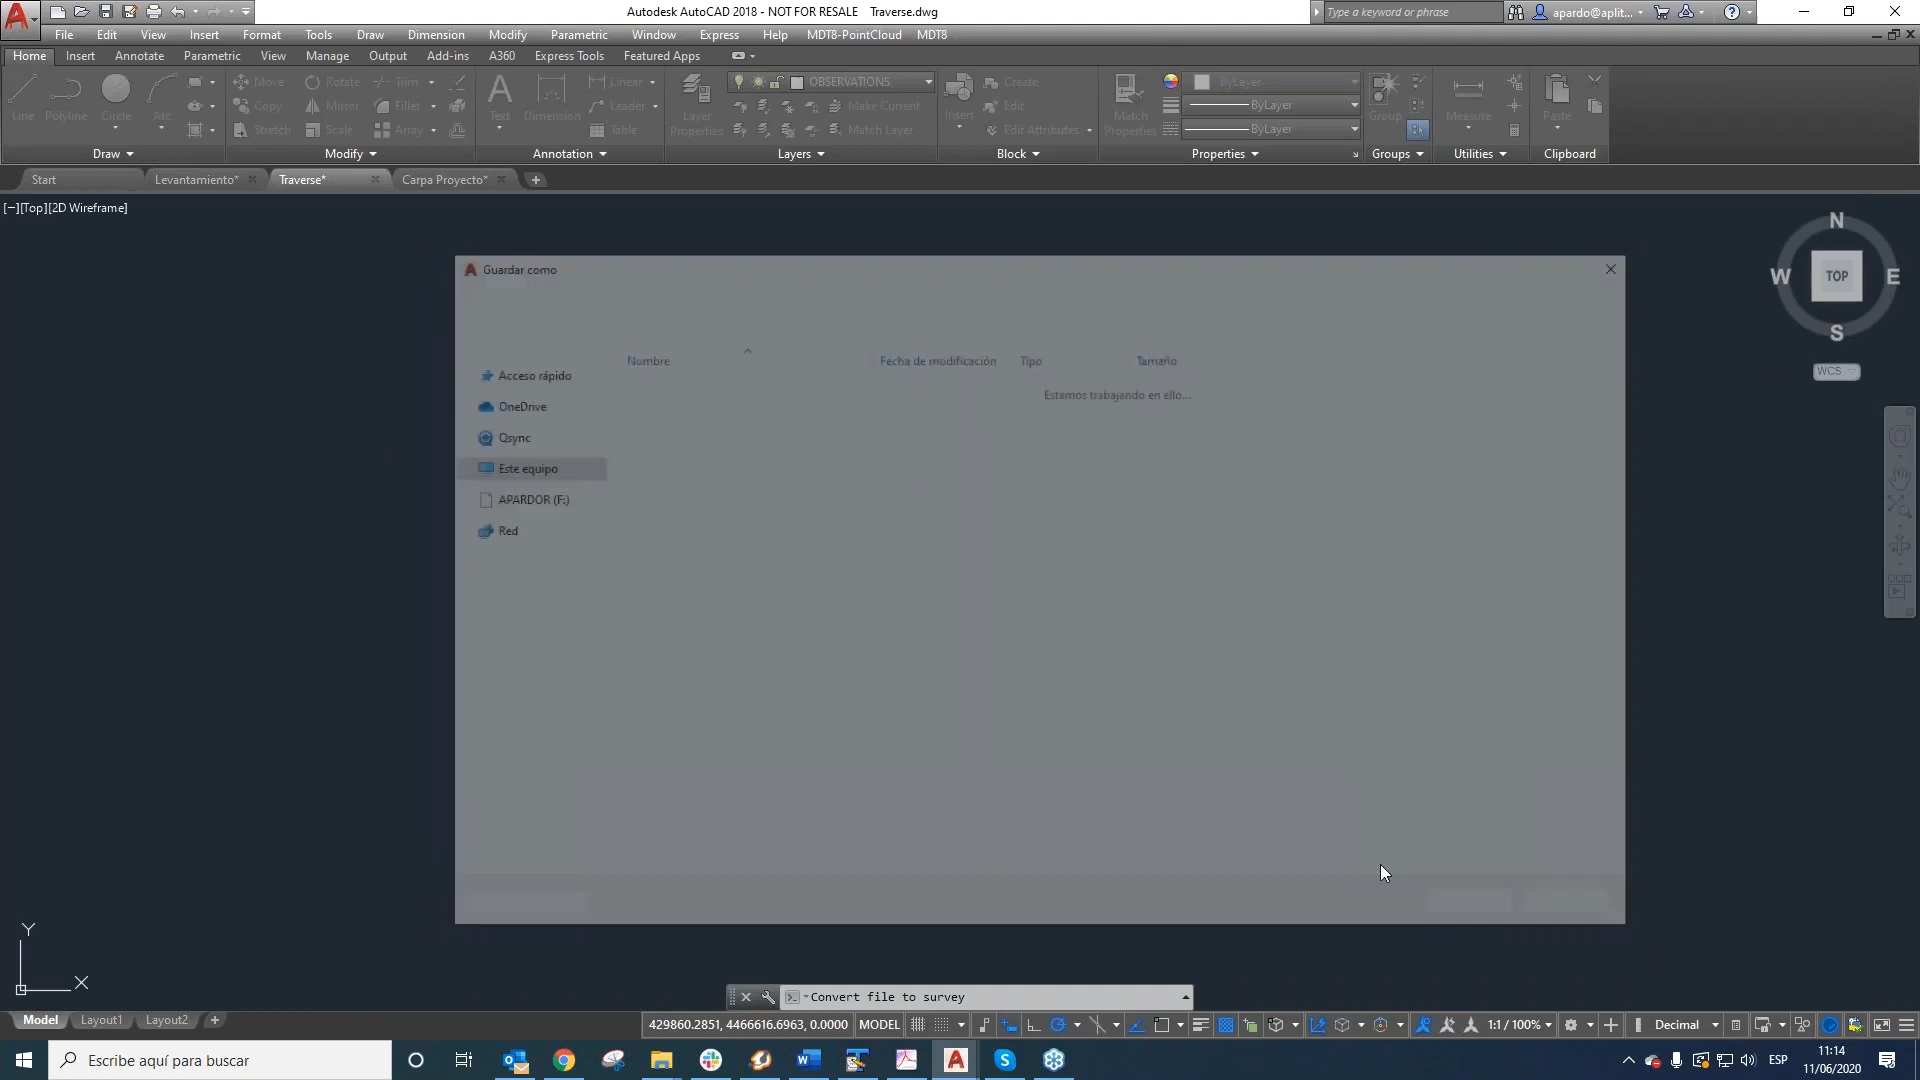 Autodesk AutoCAD 2018 - NOT FOR RESALE Traverse.dwg
Type a keyword or phrase
apardo@aplit...
File Edit View Insert Format Tools Draw Dimension Modify Parametric Window Express Help MDT8-PointCloud MDT8
Home Insert Annotate Parametric View Manage Output Add-ins A360 Express Tools Featured Apps
Line Polyline Circle Arc
Move Rotate Trim
Copy Mirror Fillet
Stretch Scale Array
Text Dimension
Linear
Leader
Table
Layer Properties
OBSERVATIONS
Make Current
Match Layer
Insert
Create
Edit
Edit Attributes
Match Properties
ByLayer
ByLayer
ByLayer
Group
Measure
Paste
Draw Modify Annotation Layers Block Properties Groups Utilities Clipboard
Start Levantamiento* Traverse* Carpa Proyecto*
[−][Top][2D Wireframe]
N
W TOP E
S
WCS
Guardar como
Nombre Fecha de modificación Tipo Tamaño
Estamos trabajando en ello...
Acceso rápido
OneDrive
Qsync
Este equipo
APARDOR (F:)
Red
Y
X
Convert file to survey
Model Layout1 Layout2
429860.2851, 4466616.6963, 0.0000 MODEL 1:1 / 100% Decimal
Escribe aquí para buscar
ESP
11:14
11/06/2020